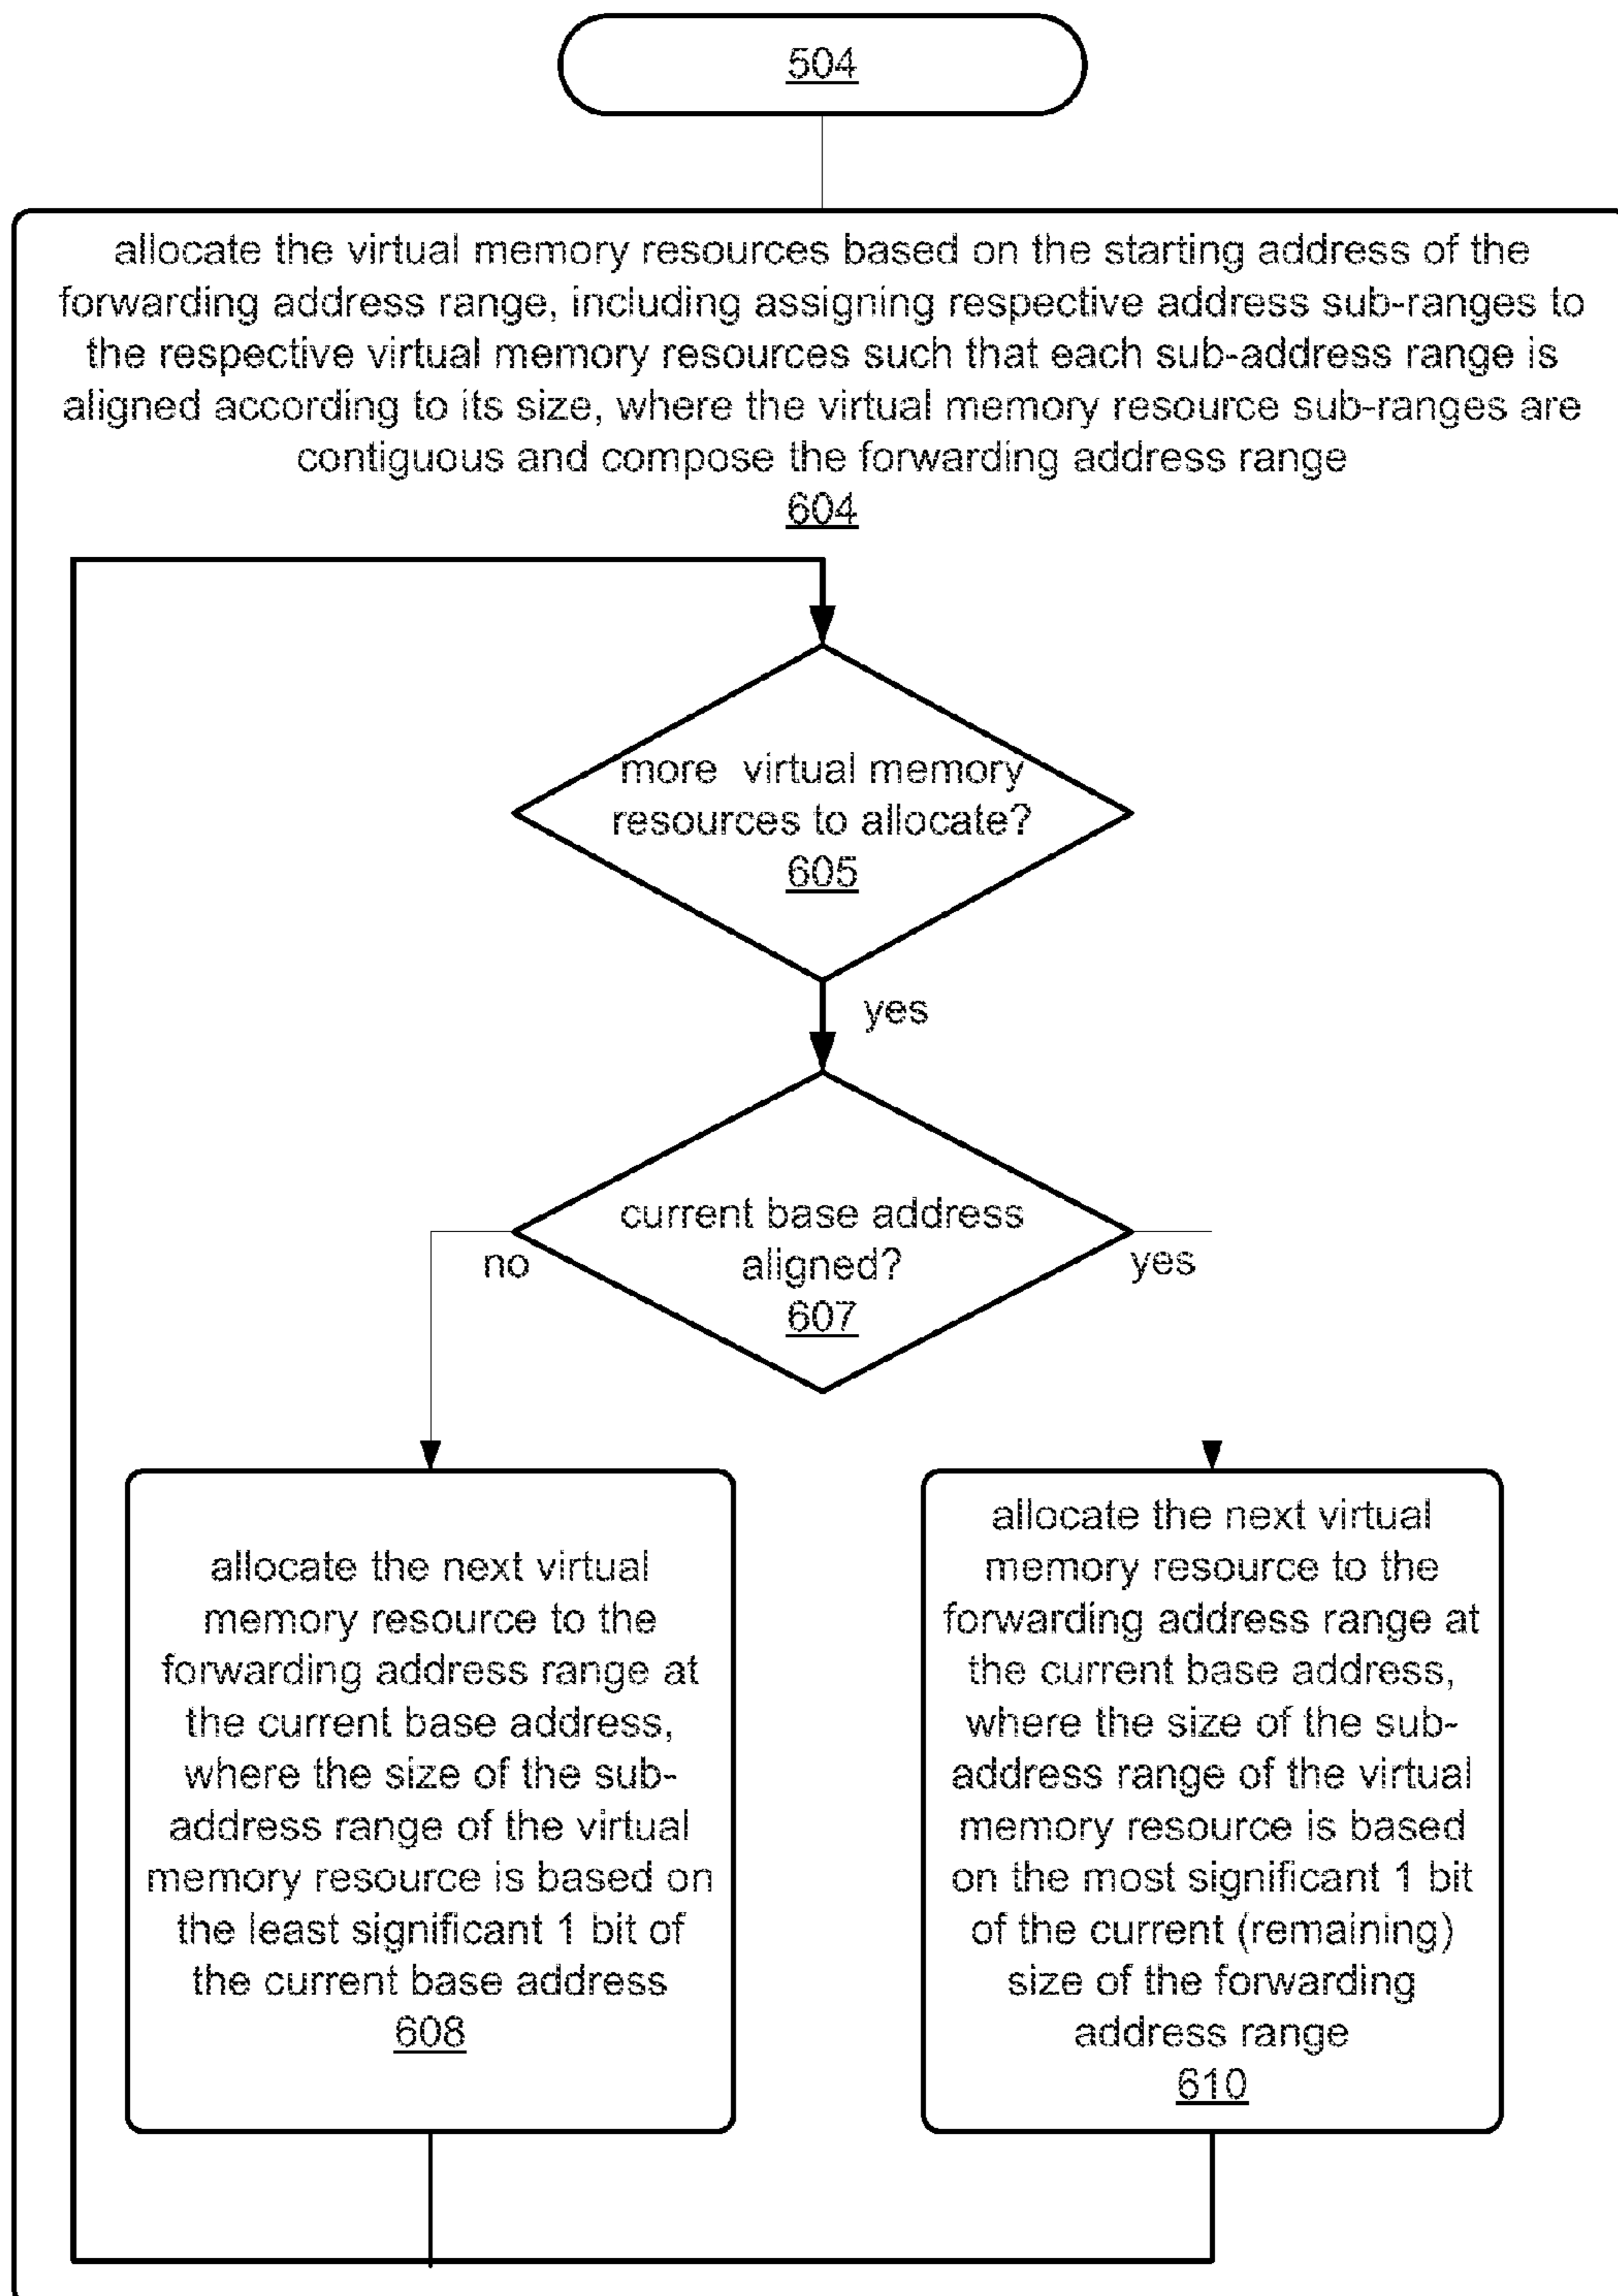 504
allocate the virtual memory resources based on the starting address of the
forwarding address range, including assigning respective address sub-ranges to
the respective virtual memory resources such that each sub-address range is
aligned according to its size, where the virtual memory resource sub-ranges are
contiguous and compose the forwarding address range
604
more virtual memory
resources to allocate?
605
yes
current base address
aligned?
607
no
yes
allocate the next virtual
memory resource to the
forwarding address range at
the current base address,
where the size of the sub-
address range of the virtual
memory resource is based on
the least significant 1 bit of
the current base address
608
allocate the next virtual
memory resource to the
forwarding address range at
the current base address,
where the size of the sub-
address range of the virtual
memory resource is based
on the most significant 1 bit
of the current (remaining)
size of the forwarding
address range
610